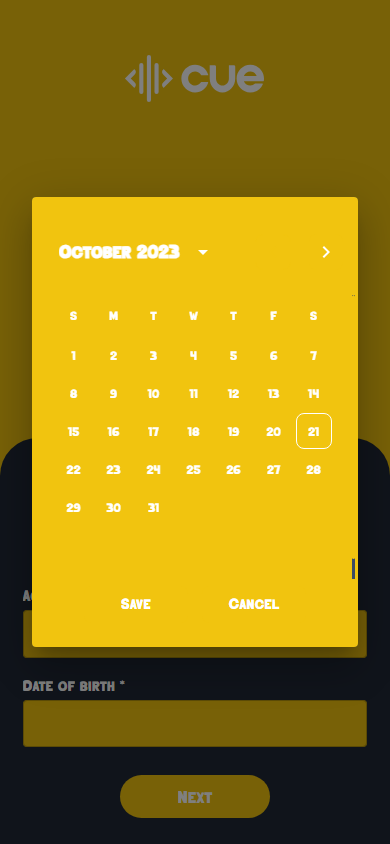 cue
October 2023
S M T W T F S
1 2 3 4 5 6 7
8 9 10 11 12 13 14
15 16 17 18 19 20 21
22 23 24 25 26 27 28
29 30 31
Save Cancel
Date of birth *
Next